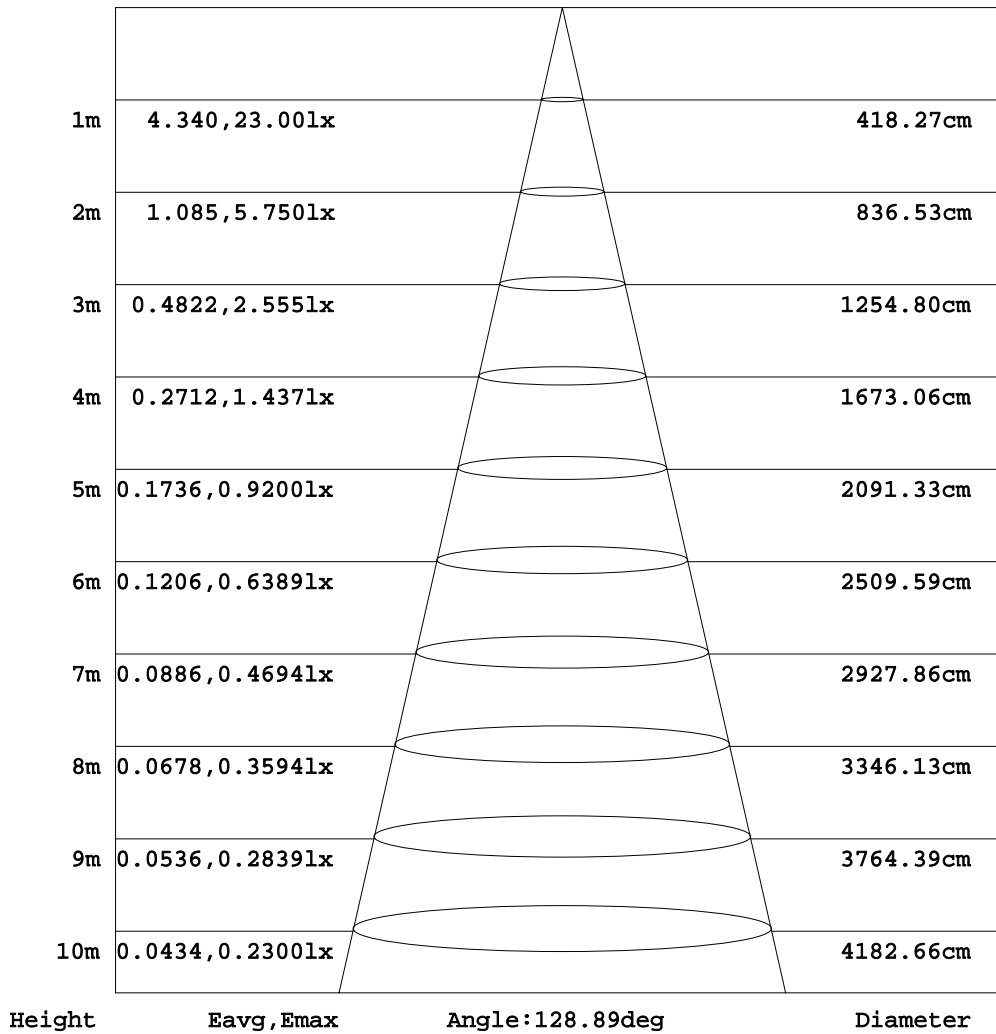 1m 4.340,23.00lx 418.27cm
2m 1.085,5.750lx 836.53cm
3m 0.4822,2.555lx 1254.80cm
4m 0.2712,1.437lx 1673.06cm
5m 0.1736,0.9200lx 2091.33cm
6m 0.1206,0.6389lx 2509.59cm
7m 0.0886,0.4694lx 2927.86cm
8m 0.0678,0.3594lx 3346.13cm
9m 0.0536,0.2839lx 3764.39cm
10m 0.0434,0.2300lx 4182.66cm
Height Eavg,Emax Angle:128.89deg Diameter